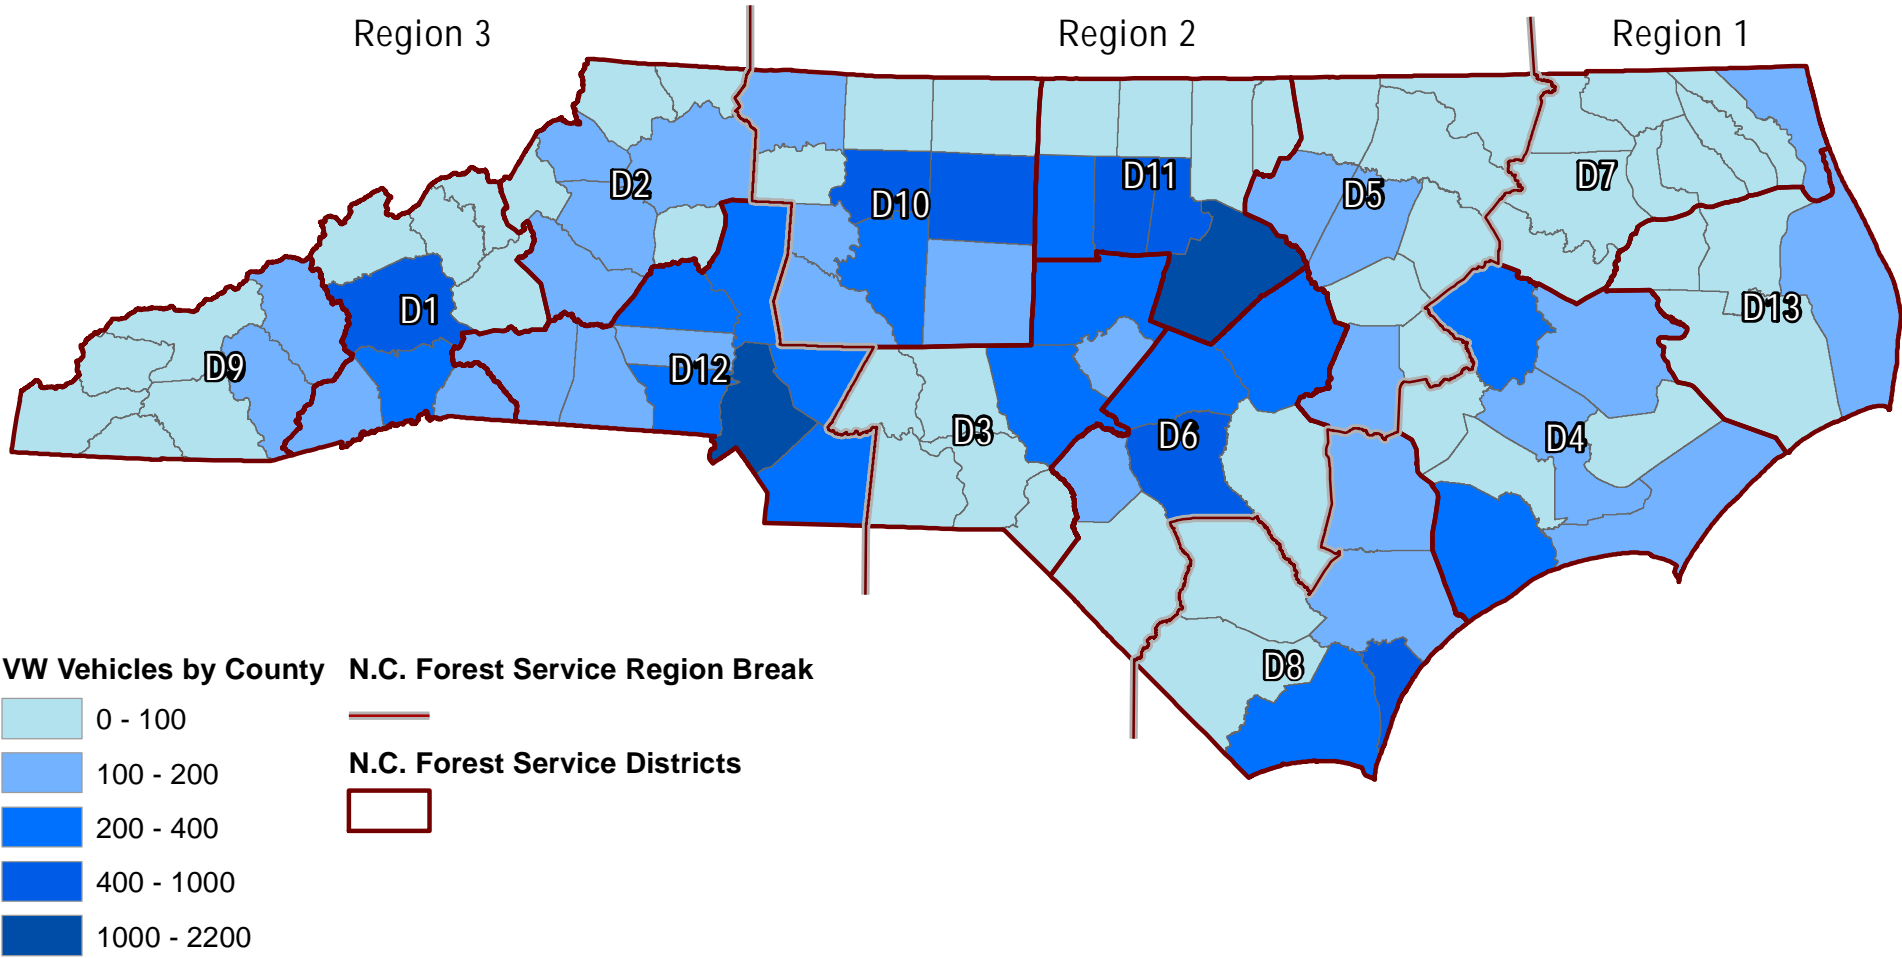 Region 3
Region 2
Region 1
D2
D10
D11
D5
D7
D1
D9
D12
D3
D6
D4
D13
D8
VW Vehicles by County
0 - 100
100 - 200
200 - 400
400 - 1000
1000 - 2200
N.C. Forest Service Region Break
N.C. Forest Service Districts